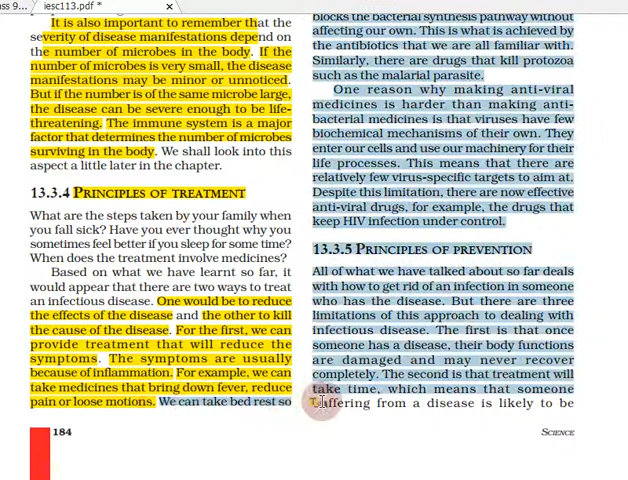 ass 9...
iesc113.pdf *
×
It is also important to remember that the
severity of disease manifestations depend on
the number of microbes in the body. If the
number of microbes is very small, the disease
manifestations may be minor or unnoticed.
But if the number is of the same microbe large,
the disease can be severe enough to be life-
threatening. The immune system is a major
factor that determines the number of microbes
surviving in the body. We shall look into this
aspect a little later in the chapter.
13.3.4 PRINCIPLES OF TREATMENT
What are the steps taken by your family when
you fall sick? Have you ever thought why you
sometimes feel better if you sleep for some time?
When does the treatment involve medicines?
Based on what we have learnt so far, it
would appear that there are two ways to treat
an infectious disease. One would be to reduce
the effects of the disease and the other to kill
the cause of the disease. For the first, we can
provide treatment that will reduce the
symptoms. The symptoms are usually
because of inflammation. For example, we can
take medicines that bring down fever, reduce
pain or loose motions. We can take bed rest so
blocks the bacterial synthesis pathway without
affecting our own. This is what is achieved by
the antibiotics that we are all familiar with.
Similarly, there are drugs that kill protozoa
such as the malarial parasite.
One reason why making anti-viral
medicines is harder than making anti-
bacterial medicines is that viruses have few
biochemical mechanisms of their own. They
enter our cells and use our machinery for their
life processes. This means that there are
relatively few virus-specific targets to aim at.
Despite this limitation, there are now effective
anti-viral drugs, for example, the drugs that
keep HIV infection under control.
13.3.5 PRINCIPLES OF PREVENTION
All of what we have talked about so far deals
with how to get rid of an infection in someone
who has the disease. But there are three
limitations of this approach to dealing with
infectious disease. The first is that once
someone has a disease, their body functions
are damaged and may never recover
completely. The second is that treatment will
take time, which means that someone
suffering from a disease is likely to be
184
SCIENCE